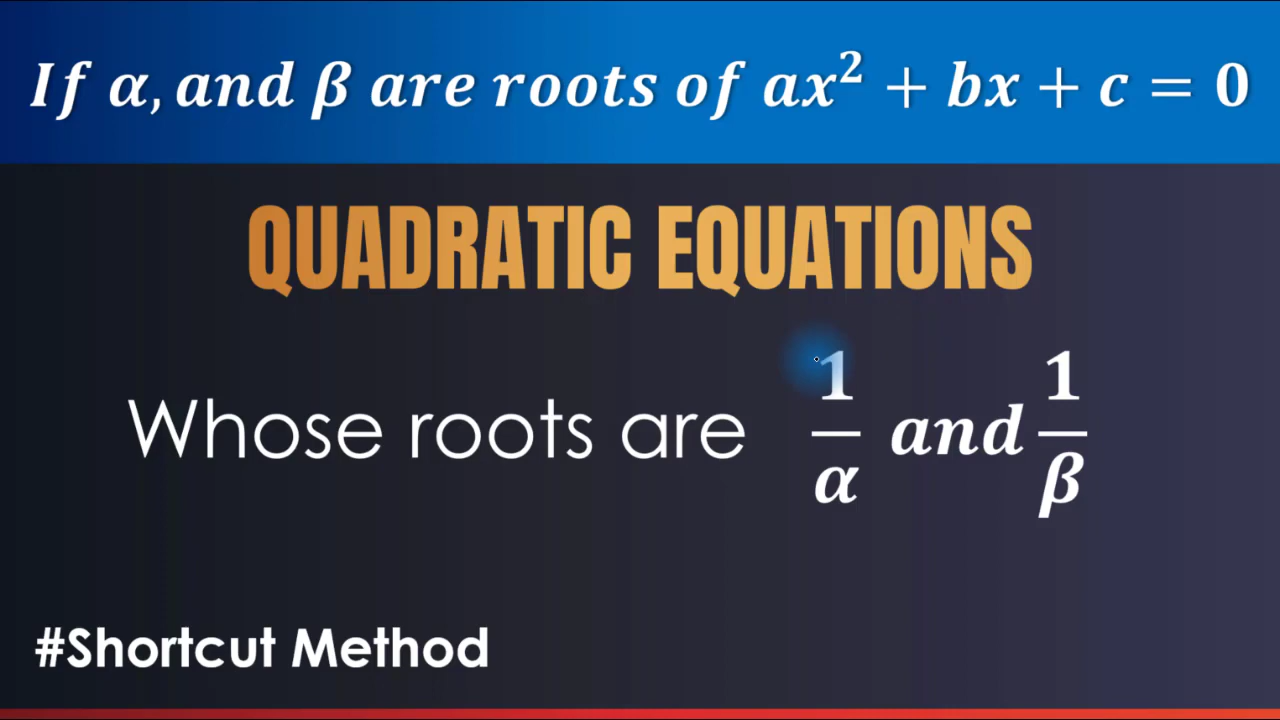 If α, and β are roots of ax² + bx + c = 0
QUADRATIC EQUATIONS
Whose roots are 1/α and 1/β
#Shortcut Method